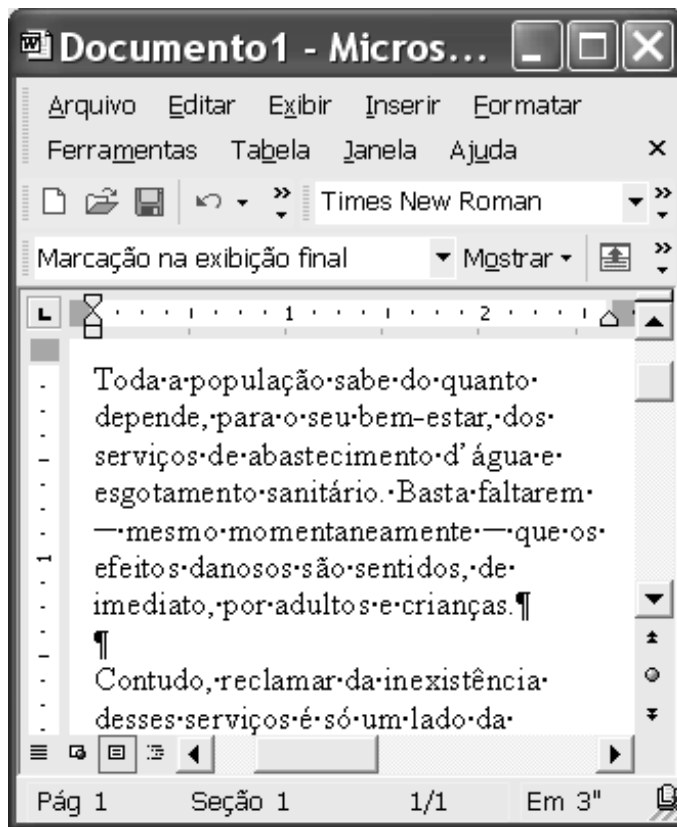 Documento1 - Micros...
Arquivo Editar Exibir Inserir Formatar
Ferramentas Tabela Janela Ajuda
Times New Roman
Marcação na exibição final Mostrar
1 2
Toda·a·população·sabe·do·quanto·
depende,·para·o·seu·bem-estar,·dos·
serviços·de·abastecimento·d’água·e·
esgotamento·sanitário.·Basta·faltarem·
—·mesmo·momentaneamente·—·que·os·
1
efeitos·danosos·são·sentidos,·de·
imediato,·por·adultos·e·crianças.¶
¶
Contudo,·reclamar·da·inexistência·
desses·serviços·é·só·um·lado·da·
Pág 1 Seção 1 1/1 Em 3"